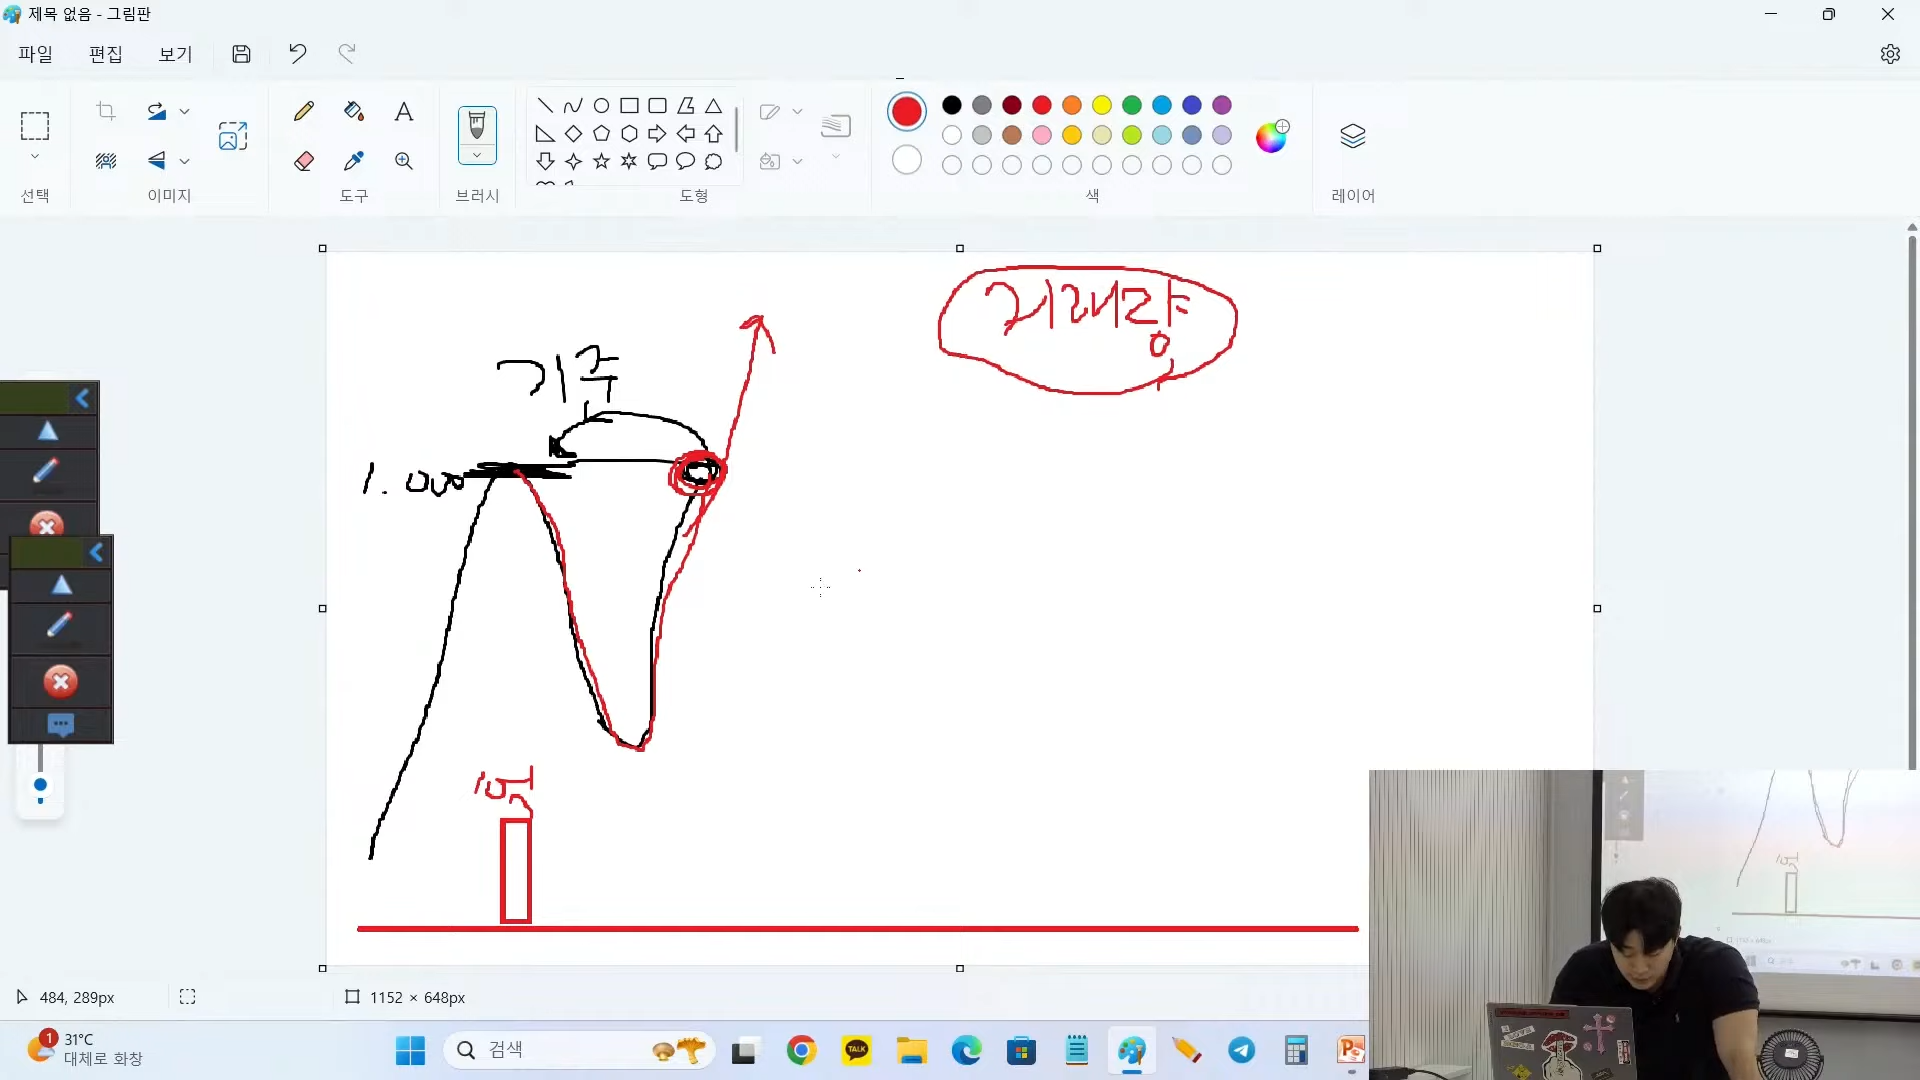 제목 없음 - 그림판
파일 편집 보기
선택 이미지 도구 브러시 도형 색 레이어
거래량
기준
1.000
484, 289px
1152 × 648px
1
31°C
대체로 화창
검색
TALK